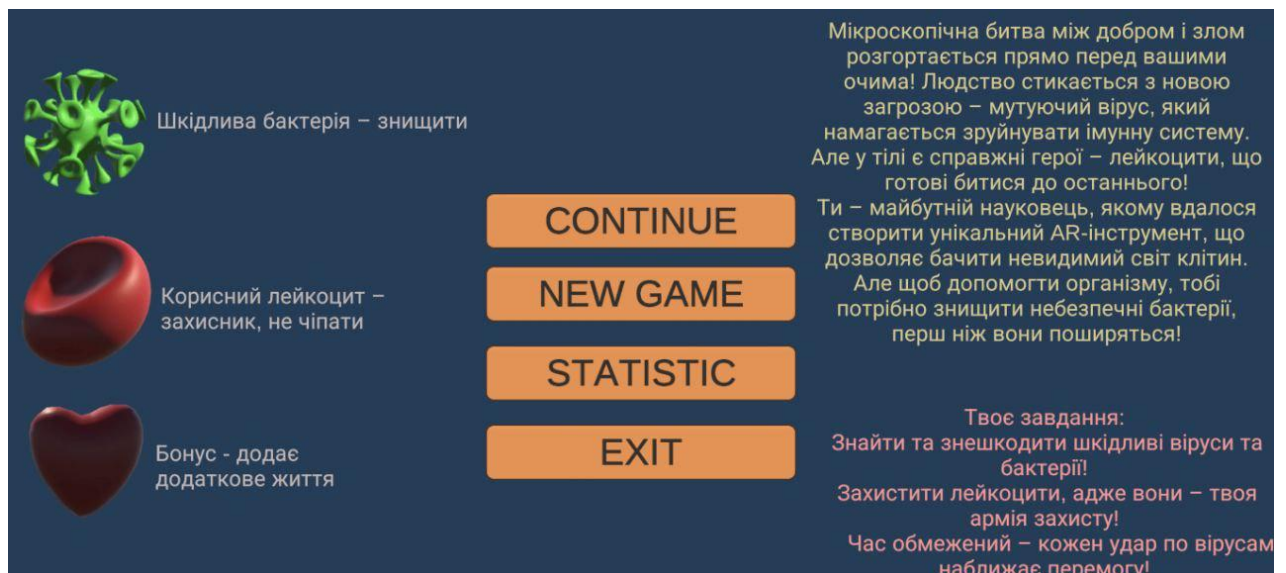 Шкідлива бактерія – знищити
Корисний лейкоцит –
захисник, не чіпати
Бонус - додає
додаткове життя
CONTINUE
NEW GAME
STATISTIC
EXIT
Мікроскопічна битва між добром і злом
розгортається прямо перед вашими
очима! Людство стикається з новою
загрозою – мутуючий вірус, який
намагається зруйнувати імунну систему.
Але у тілі є справжні герої – лейкоцити, що
готові битися до останнього!
Ти – майбутній науковець, якому вдалося
створити унікальний AR-інструмент, що
дозволяє бачити невидимий світ клітин.
Але щоб допомогти організму, тобі
потрібно знищити небезпечні бактерії,
перш ніж вони поширяться!
Твоє завдання:
Знайти та знешкодити шкідливі віруси та
бактерії!
Захистити лейкоцити, адже вони – твоя
армія захисту!
Час обмежений – кожен удар по вірусам
наближає перемогу!